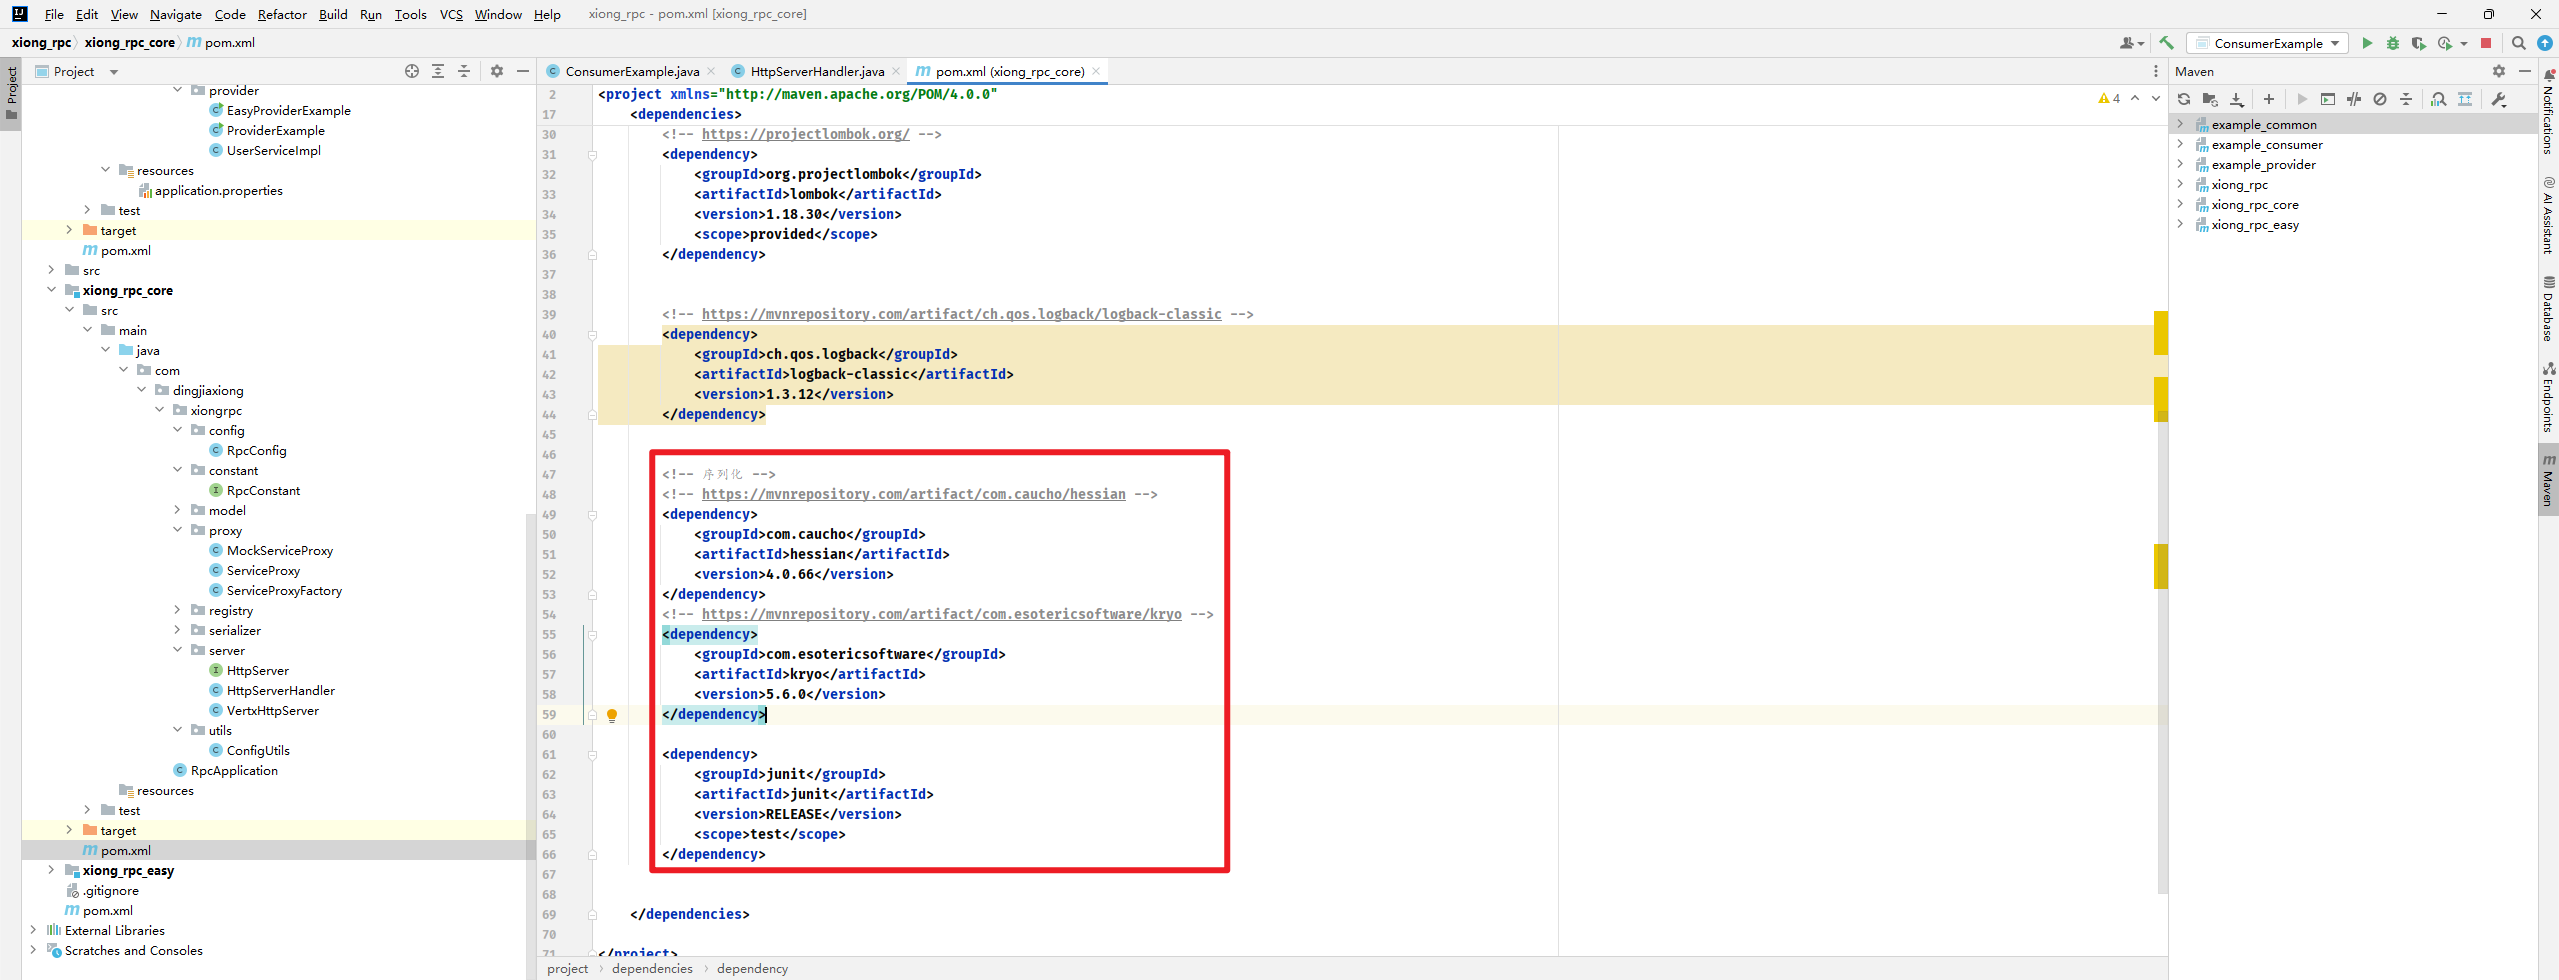 File Edit View Navigate Code Refactor Build Run Tools VCS Window Help xiong_rpc - pom.xml [xiong_rpc_core]
xiong_rpc xiong_rpc_core pom.xml
ConsumerExample
Project
Project
provider
EasyProviderExample
ProviderExample
UserServiceImpl
resources
application.properties
test
target
pom.xml
src
xiong_rpc_core
src
main
java
com
dingjiaxiong
xiongrpc
config
RpcConfig
constant
RpcConstant
model
proxy
MockServiceProxy
ServiceProxy
ServiceProxyFactory
registry
serializer
server
HttpServer
HttpServerHandler
VertxHttpServer
utils
ConfigUtils
RpcApplication
resources
test
target
pom.xml
xiong_rpc_easy
.gitignore
pom.xml
External Libraries
Scratches and Consoles
ConsumerExample.java HttpServerHandler.java pom.xml (xiong_rpc_core)
4
2 <project xmlns="http://maven.apache.org/POM/4.0.0"
17 <dependencies>
30 <!-- https://projectlombok.org/ -->
31 <dependency>
32 <groupId>org.projectlombok</groupId>
33 <artifactId>lombok</artifactId>
34 <version>1.18.30</version>
35 <scope>provided</scope>
36 </dependency>
37
38
39 <!-- https://mvnrepository.com/artifact/ch.qos.logback/logback-classic -->
40 <dependency>
41 <groupId>ch.qos.logback</groupId>
42 <artifactId>logback-classic</artifactId>
43 <version>1.3.12</version>
44 </dependency>
45
46
47 <!-- 序列化 -->
48 <!-- https://mvnrepository.com/artifact/com.caucho/hessian -->
49 <dependency>
50 <groupId>com.caucho</groupId>
51 <artifactId>hessian</artifactId>
52 <version>4.0.66</version>
53 </dependency>
54 <!-- https://mvnrepository.com/artifact/com.esotericsoftware/kryo -->
55 <dependency>
56 <groupId>com.esotericsoftware</groupId>
57 <artifactId>kryo</artifactId>
58 <version>5.6.0</version>
59 </dependency>
60
61 <dependency>
62 <groupId>junit</groupId>
63 <artifactId>junit</artifactId>
64 <version>RELEASE</version>
65 <scope>test</scope>
66 </dependency>
67
68
69 </dependencies>
70
71 </project>
project dependencies dependency
Maven
example_common
example_consumer
example_provider
xiong_rpc
xiong_rpc_core
xiong_rpc_easy
Notifications
AI Assistant
Database
Endpoints
Maven